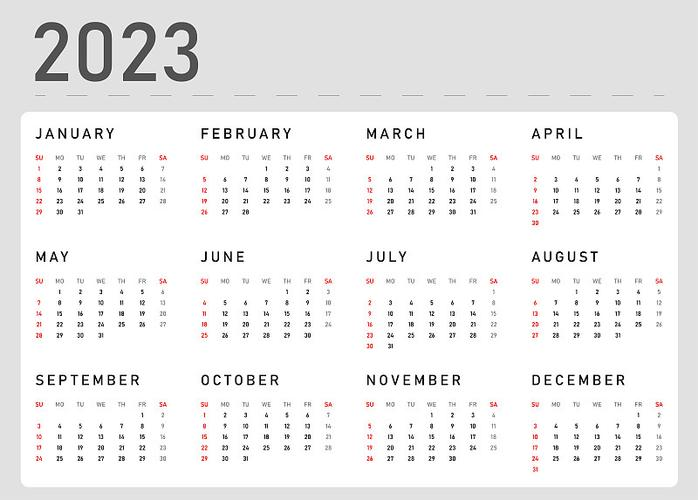 2023
JANUARY
SU MO TU WE TH FR SA
1 2 3 4 5 6 7
8 9 10 11 12 13 14
15 16 17 18 19 20 21
22 23 24 25 26 27 28
29 30 31
FEBRUARY
SU MO TU WE TH FR SA
1 2 3 4
5 6 7 8 9 10 11
12 13 14 15 16 17 18
19 20 21 22 23 24 25
26 27 28
MARCH
SU MO TU WE TH FR SA
1 2 3 4
5 6 7 8 9 10 11
12 13 14 15 16 17 18
19 20 21 22 23 24 25
26 27 28 29 30 31
APRIL
SU MO TU WE TH FR SA
1
2 3 4 5 6 7 8
9 10 11 12 13 14 15
16 17 18 19 20 21 22
23 24 25 26 27 28 29
30
MAY
SU MO TU WE TH FR SA
1 2 3 4 5 6
7 8 9 10 11 12 13
14 15 16 17 18 19 20
21 22 23 24 25 26 27
28 29 30 31
JUNE
SU MO TU WE TH FR SA
1 2 3
4 5 6 7 8 9 10
11 12 13 14 15 16 17
18 19 20 21 22 23 24
25 26 27 28 29 30
JULY
SU MO TU WE TH FR SA
1
2 3 4 5 6 7 8
9 10 11 12 13 14 15
16 17 18 19 20 21 22
23 24 25 26 27 28 29
30 31
AUGUST
SU MO TU WE TH FR SA
1 2 3 4 5
6 7 8 9 10 11 12
13 14 15 16 17 18 19
20 21 22 23 24 25 26
27 28 29 30 31
SEPTEMBER
SU MO TU WE TH FR SA
1 2
3 4 5 6 7 8 9
10 11 12 13 14 15 16
17 18 19 20 21 22 23
24 25 26 27 28 29 30
OCTOBER
SU MO TU WE TH FR SA
1 2 3 4 5 6 7
8 9 10 11 12 13 14
15 16 17 18 19 20 21
22 23 24 25 26 27 28
29 30 31
NOVEMBER
SU MO TU WE TH FR SA
1 2 3 4
5 6 7 8 9 10 11
12 13 14 15 16 17 18
19 20 21 22 23 24 25
26 27 28 29 30
DECEMBER
SU MO TU WE TH FR SA
1 2
3 4 5 6 7 8 9
10 11 12 13 14 15 16
17 18 19 20 21 22 23
24 25 26 27 28 29 30
31